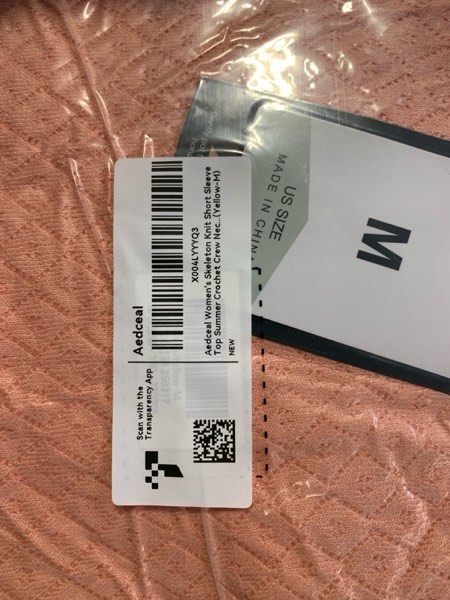 Scan with the
Transparency App
Aedceal
X004LYYYQ3
Aedceal Women's Skeleton Knit Short Sleeve
Top Summer Crochet Crew Nec...(Yellow-M)
NEW
US SIZE
MADE IN CHINA
M